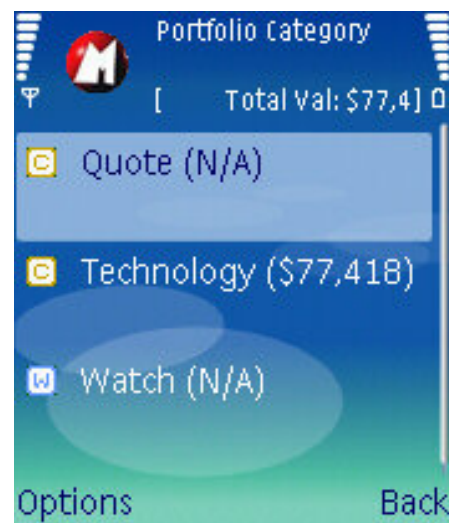 Portfolio Category
[ Total Val: $77,4]
C Quote (N/A)
C Technology ($77,418)
W Watch (N/A)
Options Back